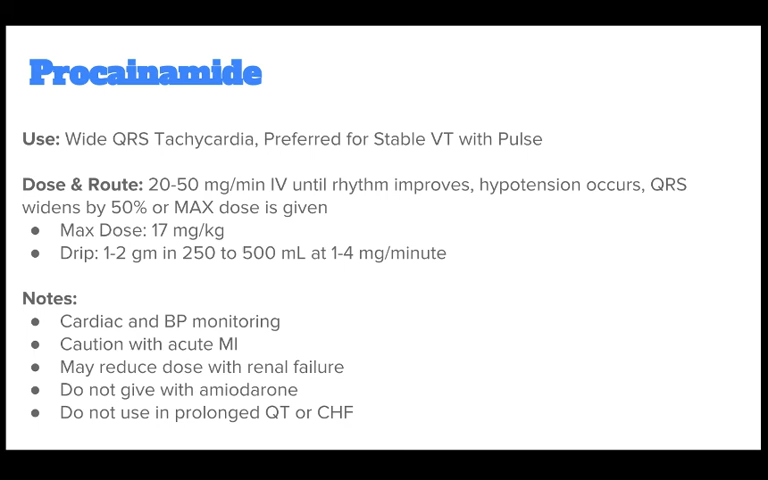 Procainamide
Use: Wide QRS Tachycardia, Preferred for Stable VT with Pulse
Dose & Route: 20-50 mg/min IV until rhythm improves, hypotension occurs, QRS
widens by 50% or MAX dose is given
● Max Dose: 17 mg/kg
● Drip: 1-2 gm in 250 to 500 mL at 1-4 mg/minute
Notes:
● Cardiac and BP monitoring
● Caution with acute MI
● May reduce dose with renal failure
● Do not give with amiodarone
● Do not use in prolonged QT or CHF